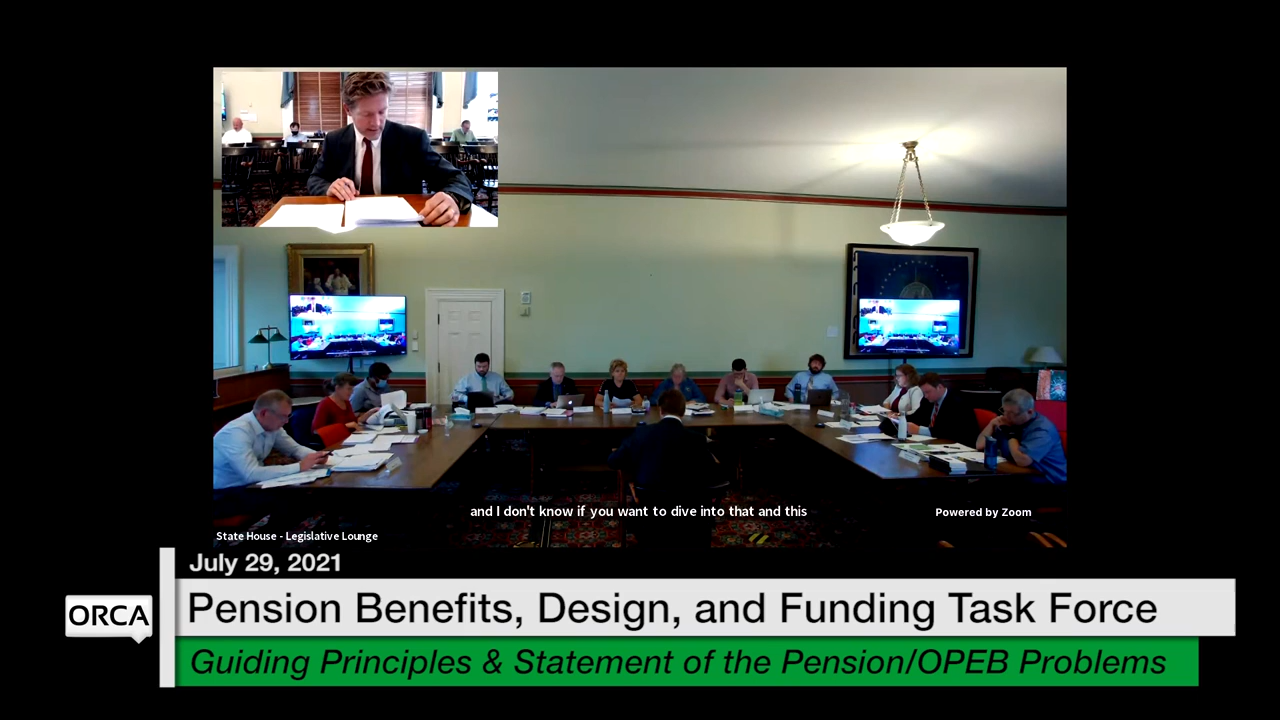 and I don't know if you want to dive into that and this
Powered by Zoom
State House - Legislative Lounge
July 29, 2021
ORCA
Pension Benefits, Design, and Funding Task Force
Guiding Principles & Statement of the Pension/OPEB Problems